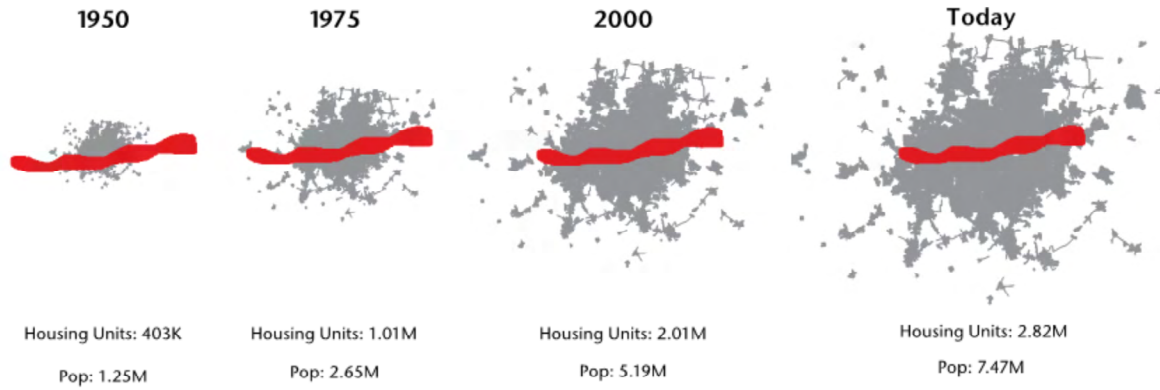 1950
1975
2000
Today
Housing Units: 403K
Housing Units: 1.01M
Housing Units: 2.01M
Housing Units: 2.82M
Pop: 1.25M
Pop: 2.65M
Pop: 5.19M
Pop: 7.47M